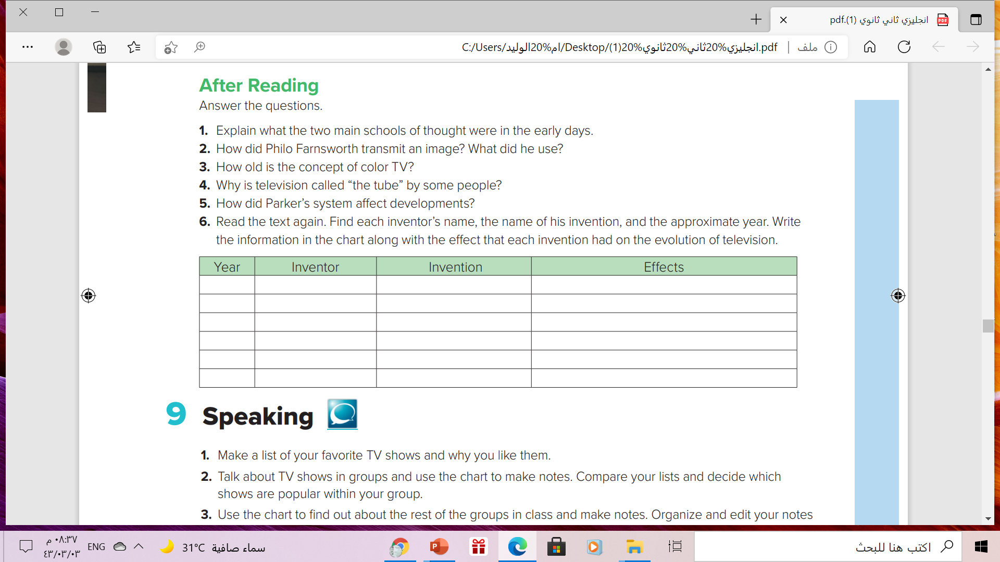 انجليزي ثاني ثانوي (1).pdf
C:/Users/ام%20الوليد/Desktop/انجليزي%20ثاني%20ثانوي%20(1).pdf
ملف
After Reading
Answer the questions.
1. Explain what the two main schools of thought were in the early days.
2. How did Philo Farnsworth transmit an image? What did he use?
3. How old is the concept of color TV?
4. Why is television called “the tube” by some people?
5. How did Parker’s system affect developments?
6. Read the text again. Find each inventor’s name, the name of his invention, and the approximate year. Write
the information in the chart along with the effect that each invention had on the evolution of television.
Year Inventor Invention Effects
9 Speaking
1. Make a list of your favorite TV shows and why you like them.
2. Talk about TV shows in groups and use the chart to make notes. Compare your lists and decide which
shows are popular within your group.
3. Use the chart to find out about the rest of the groups in class and make notes. Organize and edit your notes
٠٨:٣٧ م
٤٣/٠٣/٠٣
ENG
31°C سماء صافية
اكتب هنا للبحث